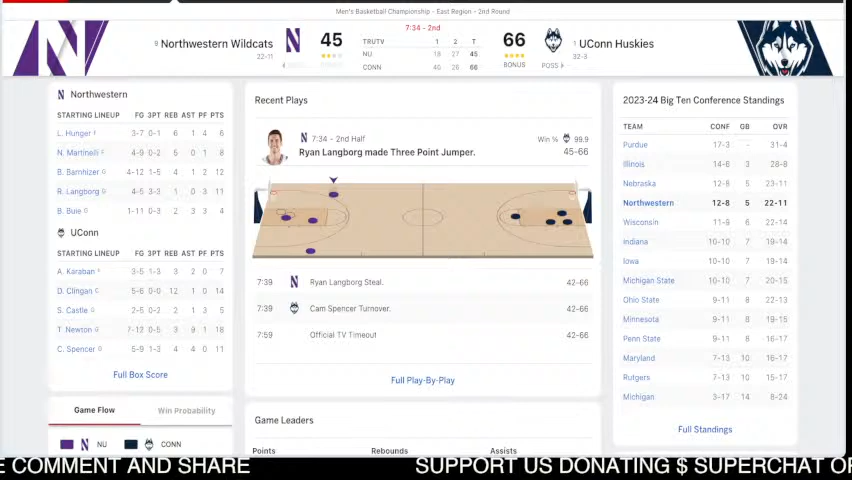 Men's Basketball Championship - East Region - 2nd Round
9 Northwestern Wildcats
22-11
45
7:34 - 2nd
TRUTV 1 2 T
NU 18 27 45
CONN 40 26 66
66
BONUS
POSS
1 UConn Huskies
32-3
Northwestern
STARTING LINEUP FG 3PT REB AST PF PTS
L. Hunger F 3-7 0-1 6 1 4 6
N. Martinelli F 4-9 0-2 5 0 1 8
B. Barnhizer G 4-12 1-5 4 1 2 12
R. Langborg G 4-5 3-3 1 0 3 11
B. Buie G 1-11 0-3 2 3 3 4
UConn
STARTING LINEUP FG 3PT REB AST PF PTS
A. Karaban F 3-5 1-3 3 2 0 7
D. Clingan C 5-6 0-0 12 1 0 14
S. Castle G 2-5 0-2 2 1 3 5
T. Newton G 7-12 0-5 3 9 1 18
C. Spencer G 5-9 1-3 4 4 0 11
Full Box Score
Game Flow
Win Probability
NU
CONN
Recent Plays
7:34 - 2nd Half
Ryan Langborg made Three Point Jumper.
Win % 99.9
45-66
7:39 Ryan Langborg Steal. 42-66
7:39 Cam Spencer Turnover. 42-66
7:59 Official TV Timeout 42-66
Full Play-By-Play
Game Leaders
Points Rebounds Assists
2023-24 Big Ten Conference Standings
TEAM CONF GB OVR
Purdue 17-3 - 31-4
Illinois 14-6 3 28-8
Nebraska 12-8 5 23-11
Northwestern 12-8 5 22-11
Wisconsin 11-8 6 22-14
Indiana 10-10 7 19-14
Iowa 10-10 7 19-14
Michigan State 10-10 7 20-15
Ohio State 9-11 8 22-13
Minnesota 9-11 8 19-15
Penn State 9-11 8 16-17
Maryland 7-13 10 16-17
Rutgers 7-13 10 15-17
Michigan 3-17 14 8-24
Full Standings
E COMMENT AND SHARE
SUPPORT US DONATING $ SUPERCHAT OR